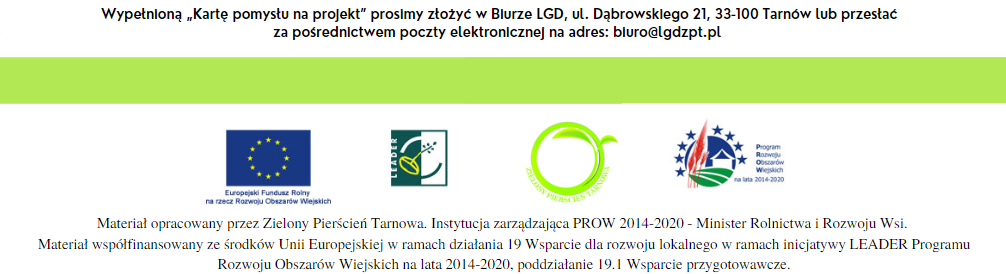 Wypełnioną „Kartę pomysłu na projekt” prosimy złożyć w Biurze LGD, ul. Dąbrowskiego 21, 33-100 Tarnów lub przesłać
za pośrednictwem poczty elektronicznej na adres: biuro@lgdzpt.pl
Europejski Fundusz Rolny
na rzecz Rozwoju Obszarów Wiejskich
LEADER
ZIELONY PIERŚCIEŃ TARNOWA
Program
Rozwoju
Obszarów
Wiejskich
na lata 2014-2020
Materiał opracowany przez Zielony Pierścień Tarnowa. Instytucja zarządzająca PROW 2014-2020 - Minister Rolnictwa i Rozwoju Wsi.
Materiał współfinansowany ze środków Unii Europejskiej w ramach działania 19 Wsparcie dla rozwoju lokalnego w ramach inicjatywy LEADER Programu
Rozwoju Obszarów Wiejskich na lata 2014-2020, poddziałanie 19.1 Wsparcie przygotowawcze.